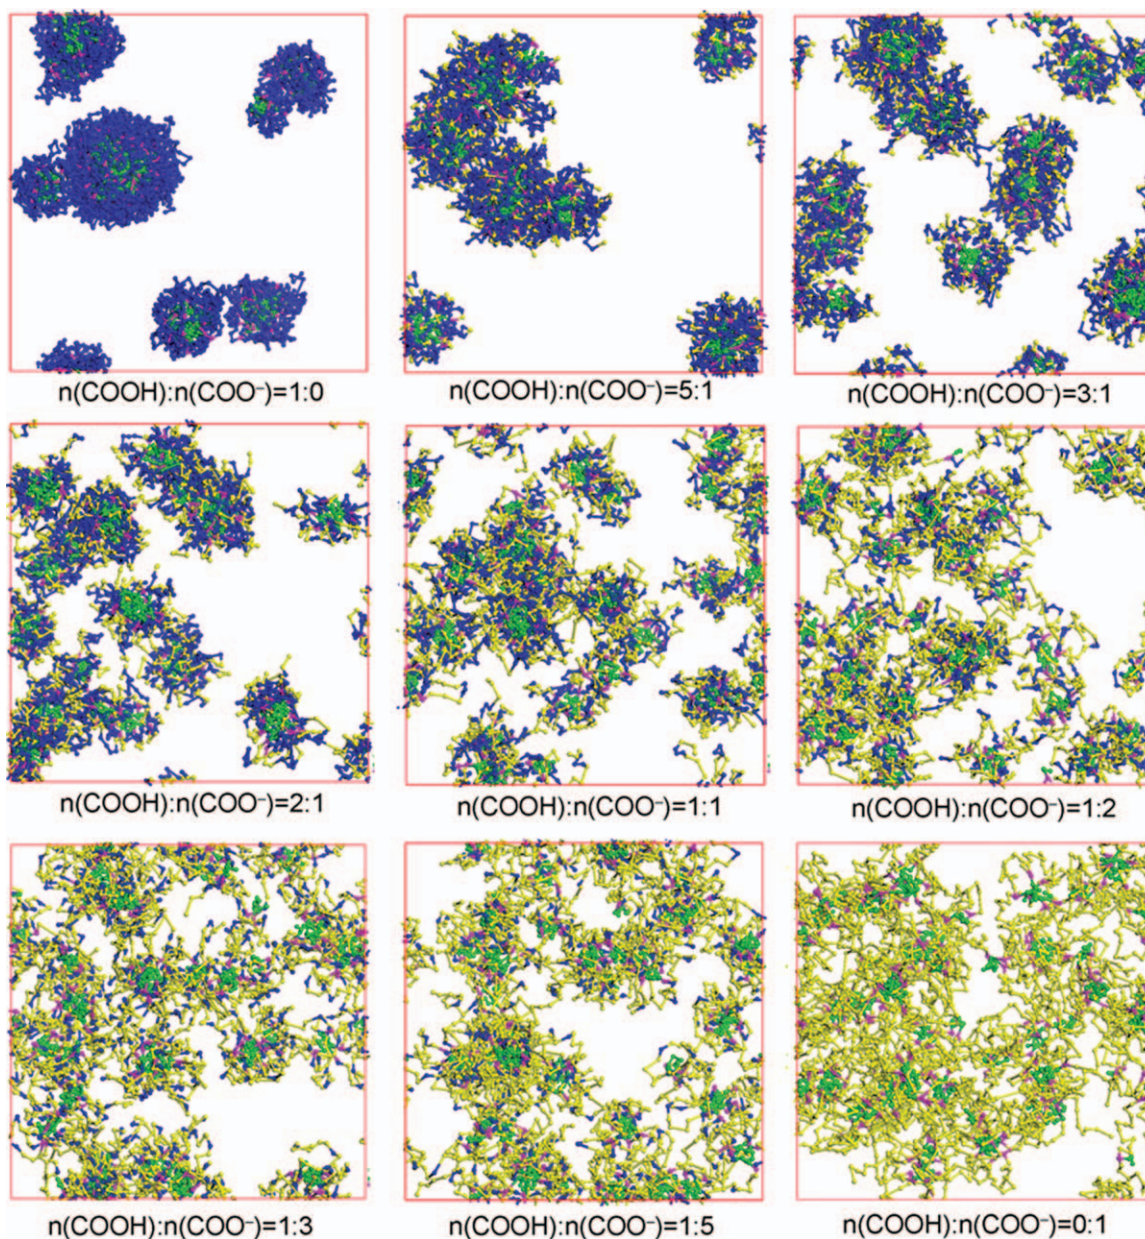 n(COOH):n(COO⁻)=1:0
n(COOH):n(COO⁻)=5:1
n(COOH):n(COO⁻)=3:1
n(COOH):n(COO⁻)=2:1
n(COOH):n(COO⁻)=1:1
n(COOH):n(COO⁻)=1:2
n(COOH):n(COO⁻)=1:3
n(COOH):n(COO⁻)=1:5
n(COOH):n(COO⁻)=0:1